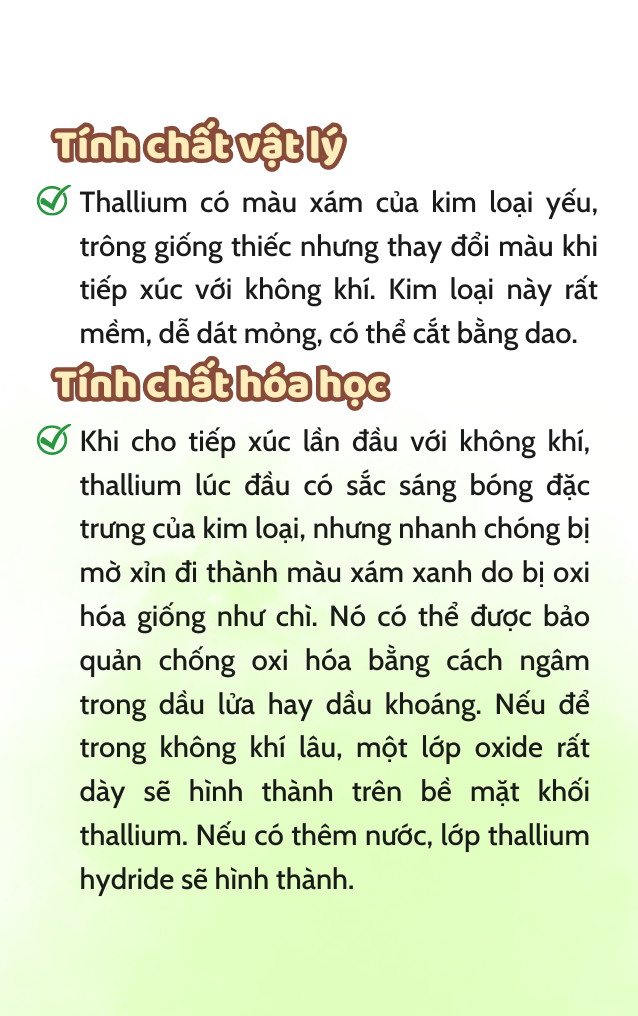 Tính chất vật lý
Thallium có màu xám của kim loại yếu,
trông giống thiếc nhưng thay đổi màu khi
tiếp xúc với không khí. Kim loại này rất
mềm, dễ dát mỏng, có thể cắt bằng dao.
Tính chất hóa học
Khi cho tiếp xúc lần đầu với không khí,
thallium lúc đầu có sắc sáng bóng đặc
trưng của kim loại, nhưng nhanh chóng bị
mờ xỉn đi thành màu xám xanh do bị oxi
hóa giống như chì. Nó có thể được bảo
quản chống oxi hóa bằng cách ngâm
trong dầu lửa hay dầu khoáng. Nếu để
trong không khí lâu, một lớp oxide rất
dày sẽ hình thành trên bề mặt khối
thallium. Nếu có thêm nước, lớp thallium
hydride sẽ hình thành.